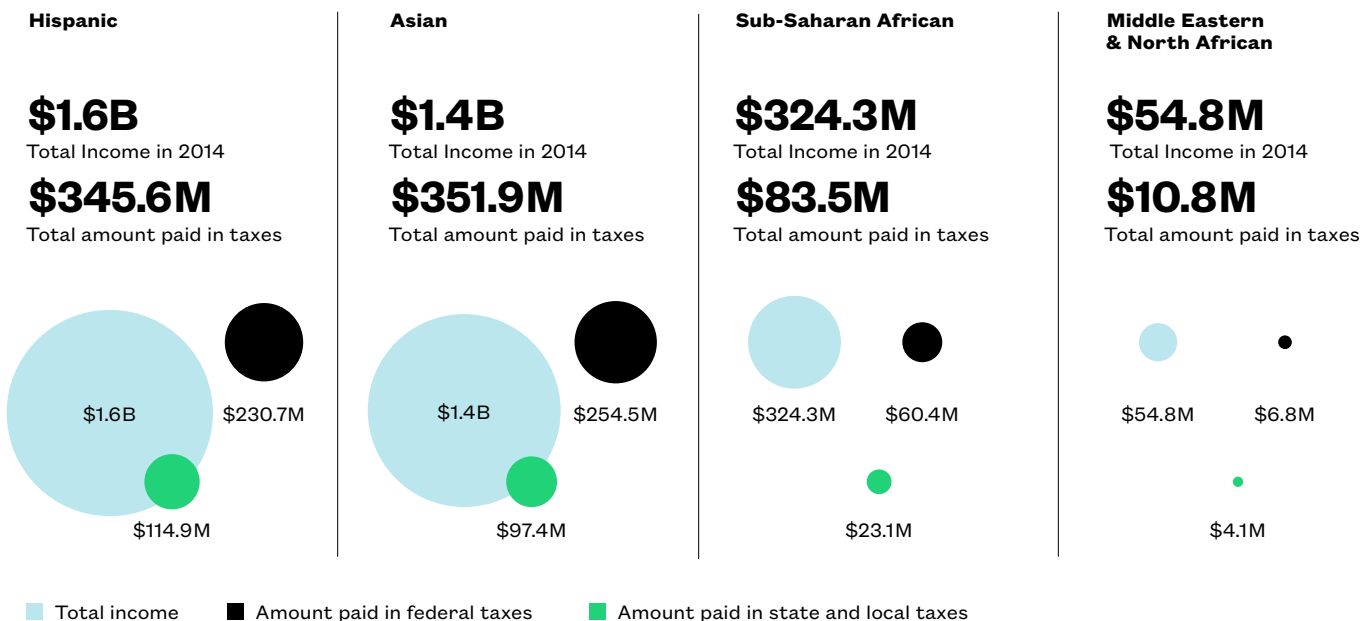 Hispanic
$1.6B
Total Income in 2014
$345.6M
Total amount paid in taxes
$1.6B
$230.7M
$114.9M
Asian
$1.4B
Total Income in 2014
$351.9M
Total amount paid in taxes
$1.4B
$254.5M
$97.4M
Sub-Saharan African
$324.3M
Total Income in 2014
$83.5M
Total amount paid in taxes
$324.3M
$60.4M
$23.1M
Middle Eastern
& North African
$54.8M
Total Income in 2014
$10.8M
Total amount paid in taxes
$54.8M
$6.8M
$4.1M
Total income
Amount paid in federal taxes
Amount paid in state and local taxes